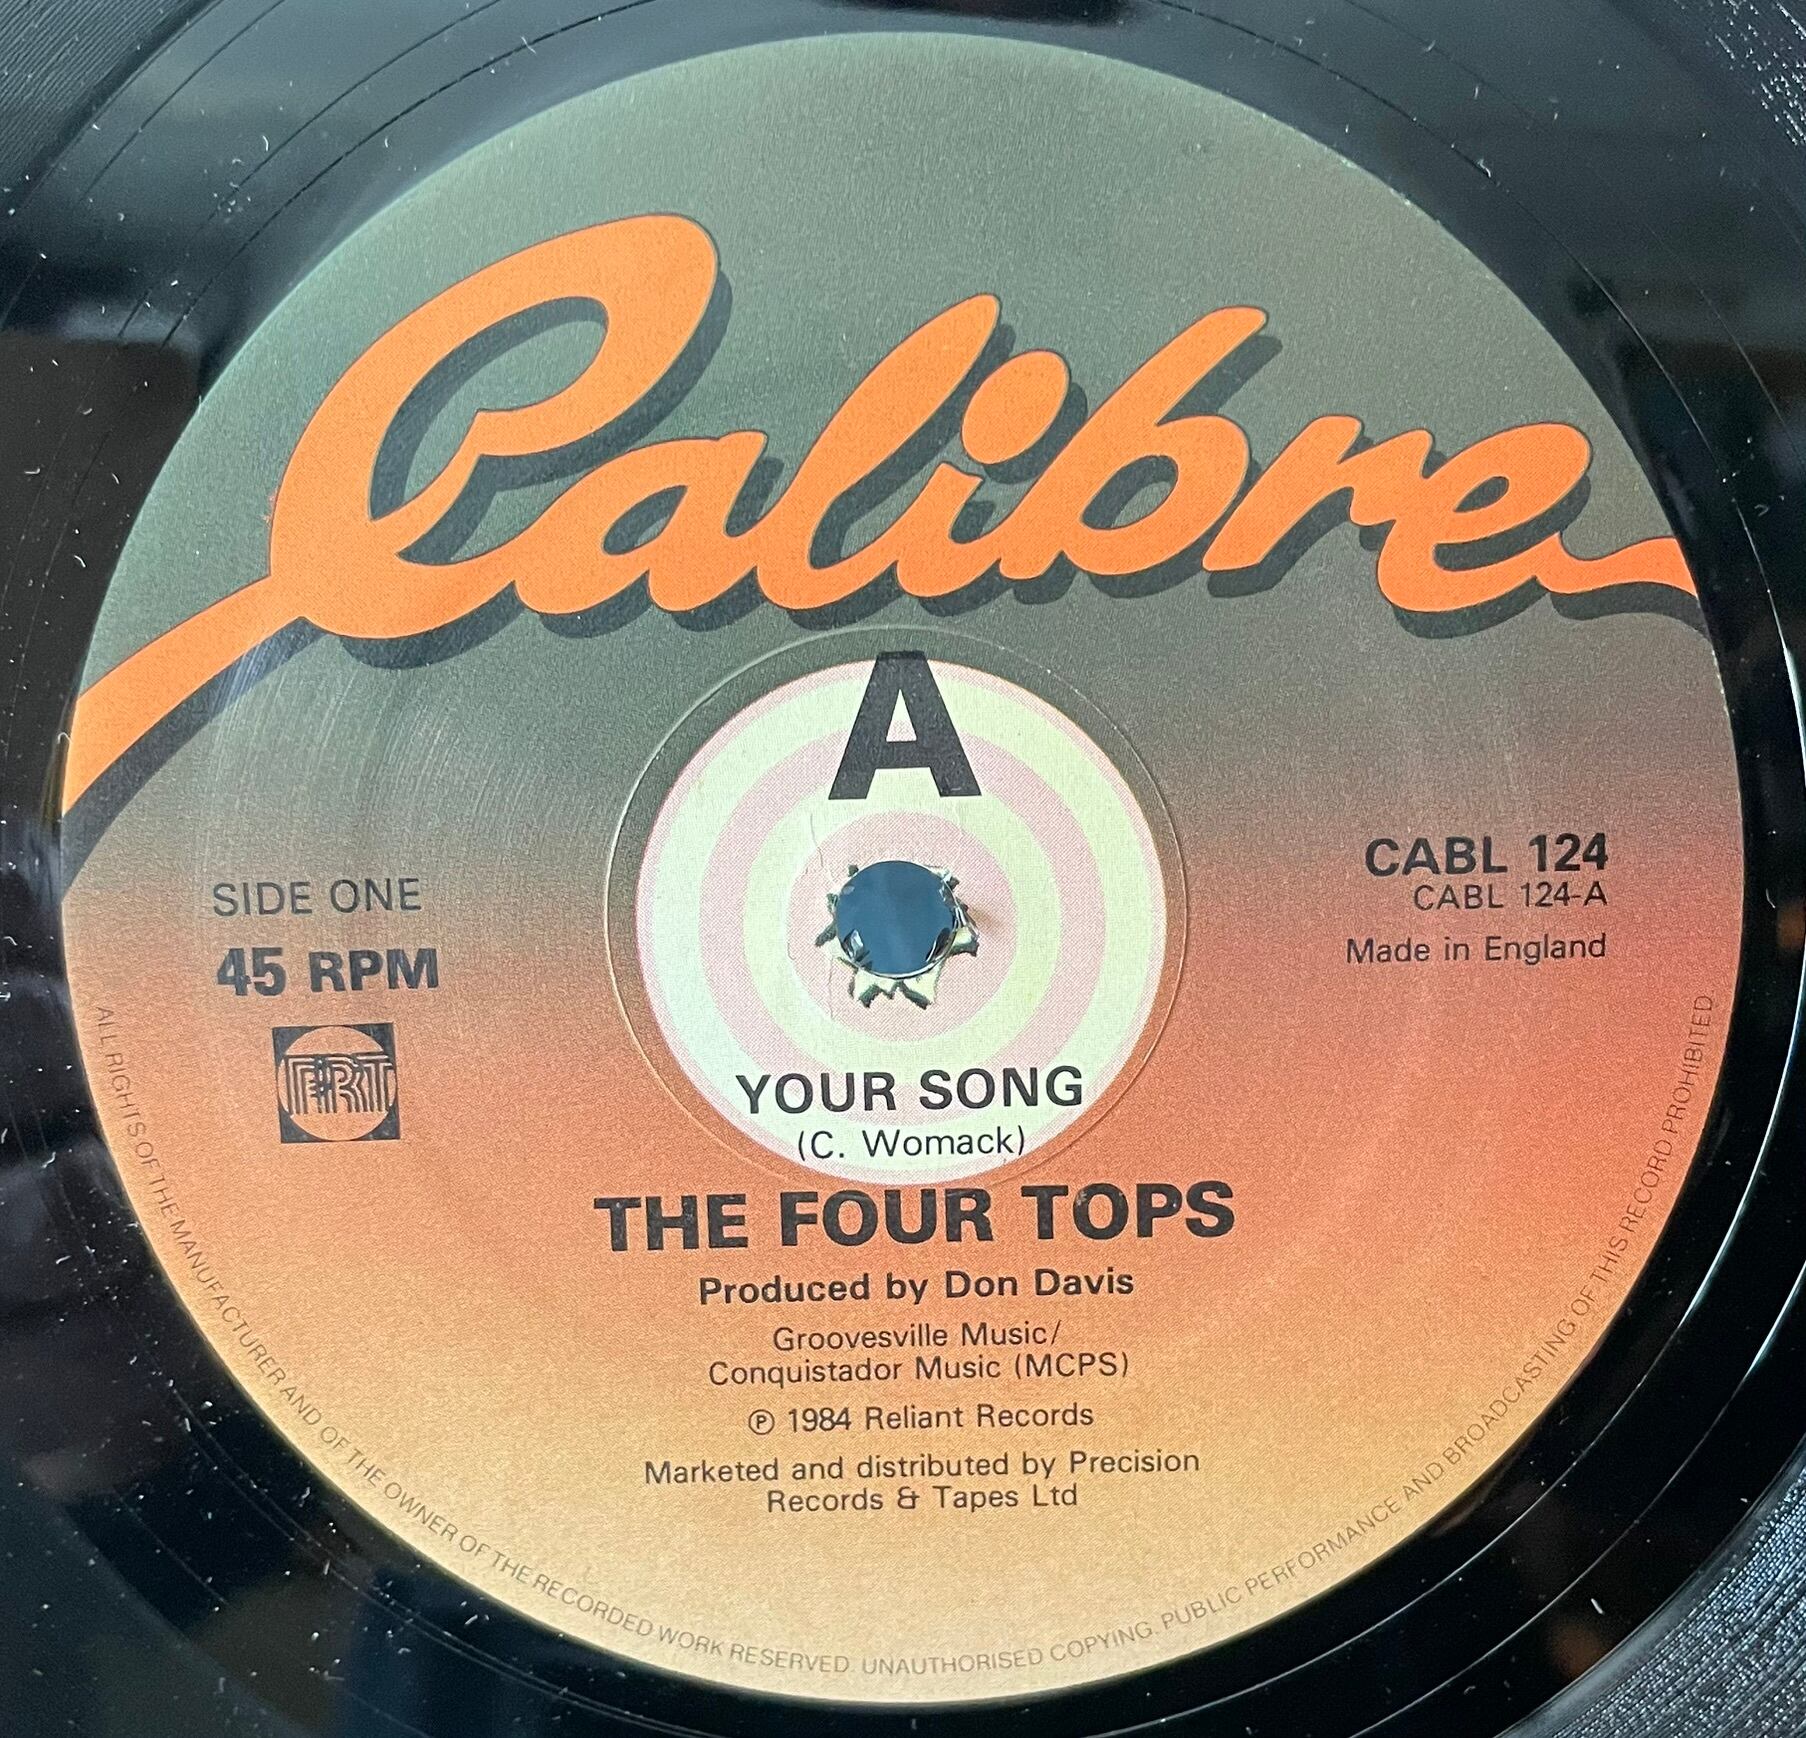 Calibre
A
SIDE ONE
45 RPM
PRT
CABL 124
CABL 124-A
Made in England
YOUR SONG
(C. Womack)
THE FOUR TOPS
Produced by Don Davis
Groovesville Music/
Conquistador Music (MCPS)
℗ 1984 Reliant Records
Marketed and distributed by Precision
Records & Tapes Ltd
ALL RIGHTS OF THE MANUFACTURER AND OF THE OWNER OF THE RECORDED WORK RESERVED. UNAUTHORISED COPYING. PUBLIC PERFORMANCE AND BROADCASTING OF THIS RECORD PROHIBITED.